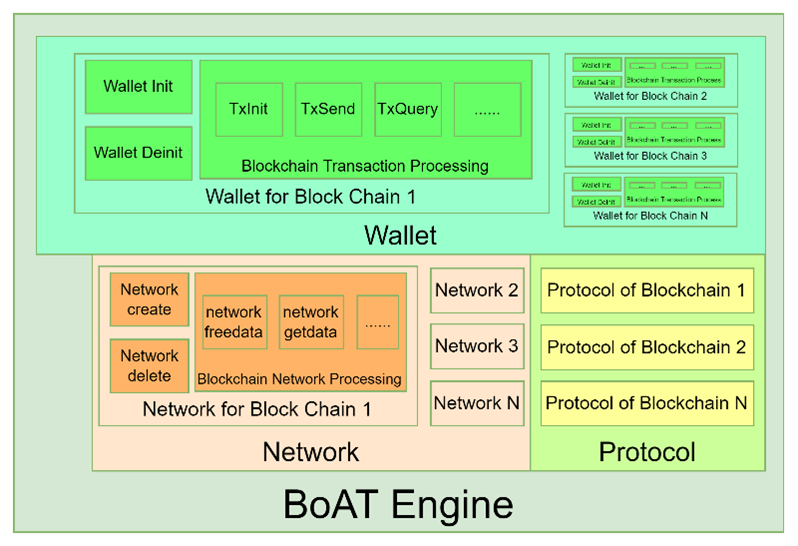 Wallet Init
Wallet Deinit
TxInit
TxSend
TxQuery
......
Blockchain Transaction Processing
Wallet for Block Chain 1
Wallet Init
Wallet Deinit
...
...
...
Blockchain Transaction Process
Wallet for Block Chain 2
Wallet Init
Wallet Deinit
...
...
...
Blockchain Transaction Process
Wallet for Block Chain 3
Wallet Init
Wallet Deinit
...
...
...
Blockchain Transaction Process
Wallet for Block Chain N
Wallet
Network
create
Network
delete
network
freedata
network
getdata
......
Blockchain Network Processing
Network for Block Chain 1
Network 2
Network 3
Network N
Network
Protocol of Blockchain 1
Protocol of Blockchain 2
Protocol of Blockchain N
Protocol
BoAT Engine